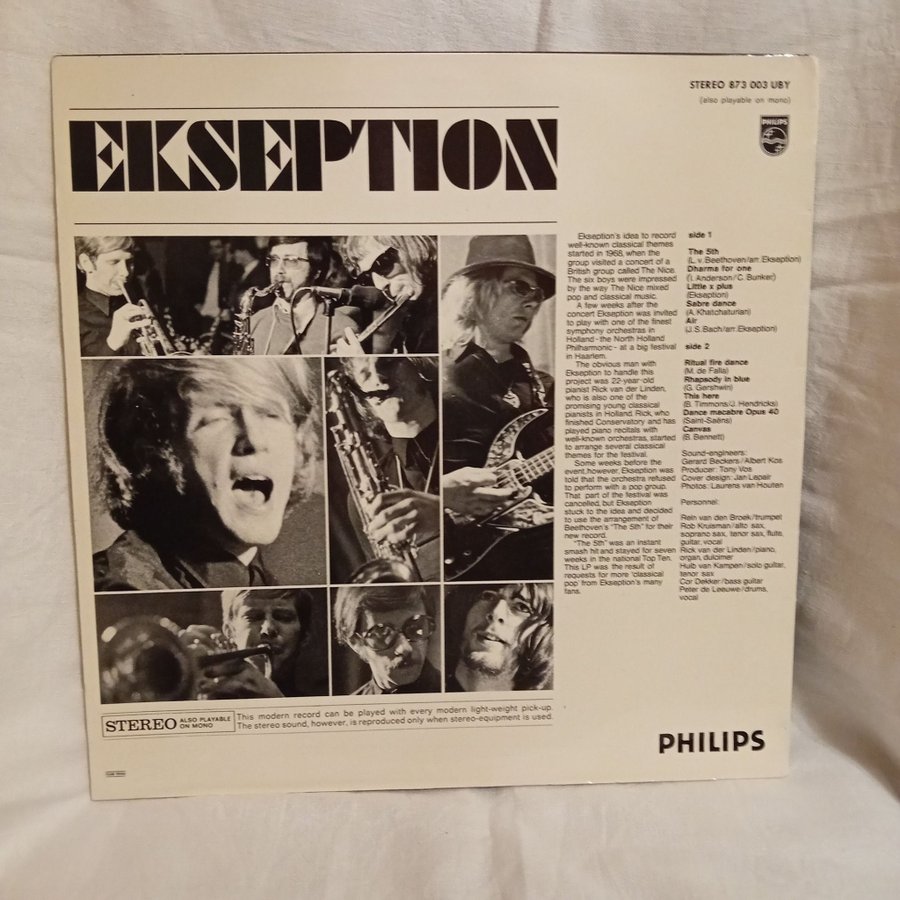 STEREO 873 003 UBY
(also playable on mono)
PHILIPS
EKSEPTION
Ekseption's idea to record
well-known classical themes
started in 1968, when the
group visited a concert of a
British group called The Nice.
The six boys were impressed
by the way The Nice mixed
pop and classical music.
A few weeks after the
concert Ekseption was invited
to play with one of the finest
symphony orchestras in
Holland - the North Holland
Philharmonic - at a big festival
in Haarlem.
The obvious man with
Ekseption to handle this
project was 22-year-old
pianist Rick van der Linden,
who is also one of the
promising young classical
pianists in Holland. Rick, who
finished Conservatory and has
played piano recitals with
well-known orchestras, started
to arrange several classical
themes for the festival.
Some weeks before the
event, however, Ekseption was
told that the orchestra refused
to perform with a pop group.
That part of the festival was
cancelled, but Ekseption
stuck to the idea and decided
to use the arrangement of
Beethoven's "The 5th" for their
new record.
"The 5th" was an instant
smash hit and stayed for seven
weeks in the national Top Ten.
This LP was the result of
requests for more 'classical
pop' from Ekseption's many
fans.
side 1
The 5th
(L.v. Beethoven/arr. Ekseption)
Dharma for one
(I. Anderson/C. Bunker)
Little x plus
(Ekseption)
Sabre dance
(A. Khatchaturian)
Air
(J.S. Bach/arr. Ekseption)
side 2
Ritual fire dance
(M. de Falla)
Rhapsody in blue
(G. Gershwin)
This here
(B. Timmons/J. Hendricks)
Dance macabre Opus 40
(Saint-Saëns)
Canvas
(B. Bennett)
Sound-engineers:
Gerard Beckers/Albert Kos
Producer: Tony Vos
Cover design: Jan Lepair
Photos: Laurens van Houten
Personnel:
Rein van den Broek/trumpet
Rob Kruisman/alto sax,
soprano sax, tenor sax, flute,
guitar, vocal
Rick van der Linden/piano,
organ, dulcimer
Huib van Kampen/solo guitar,
tenor sax
Cor Dekker/bass guitar
Peter de Leeuwe/drums,
vocal
STEREO ALSO PLAYABLE ON MONO
This modern record can be played with every modern light-weight pick-up.
The stereo sound, however, is reproduced only when stereo-equipment is used.
PHILIPS